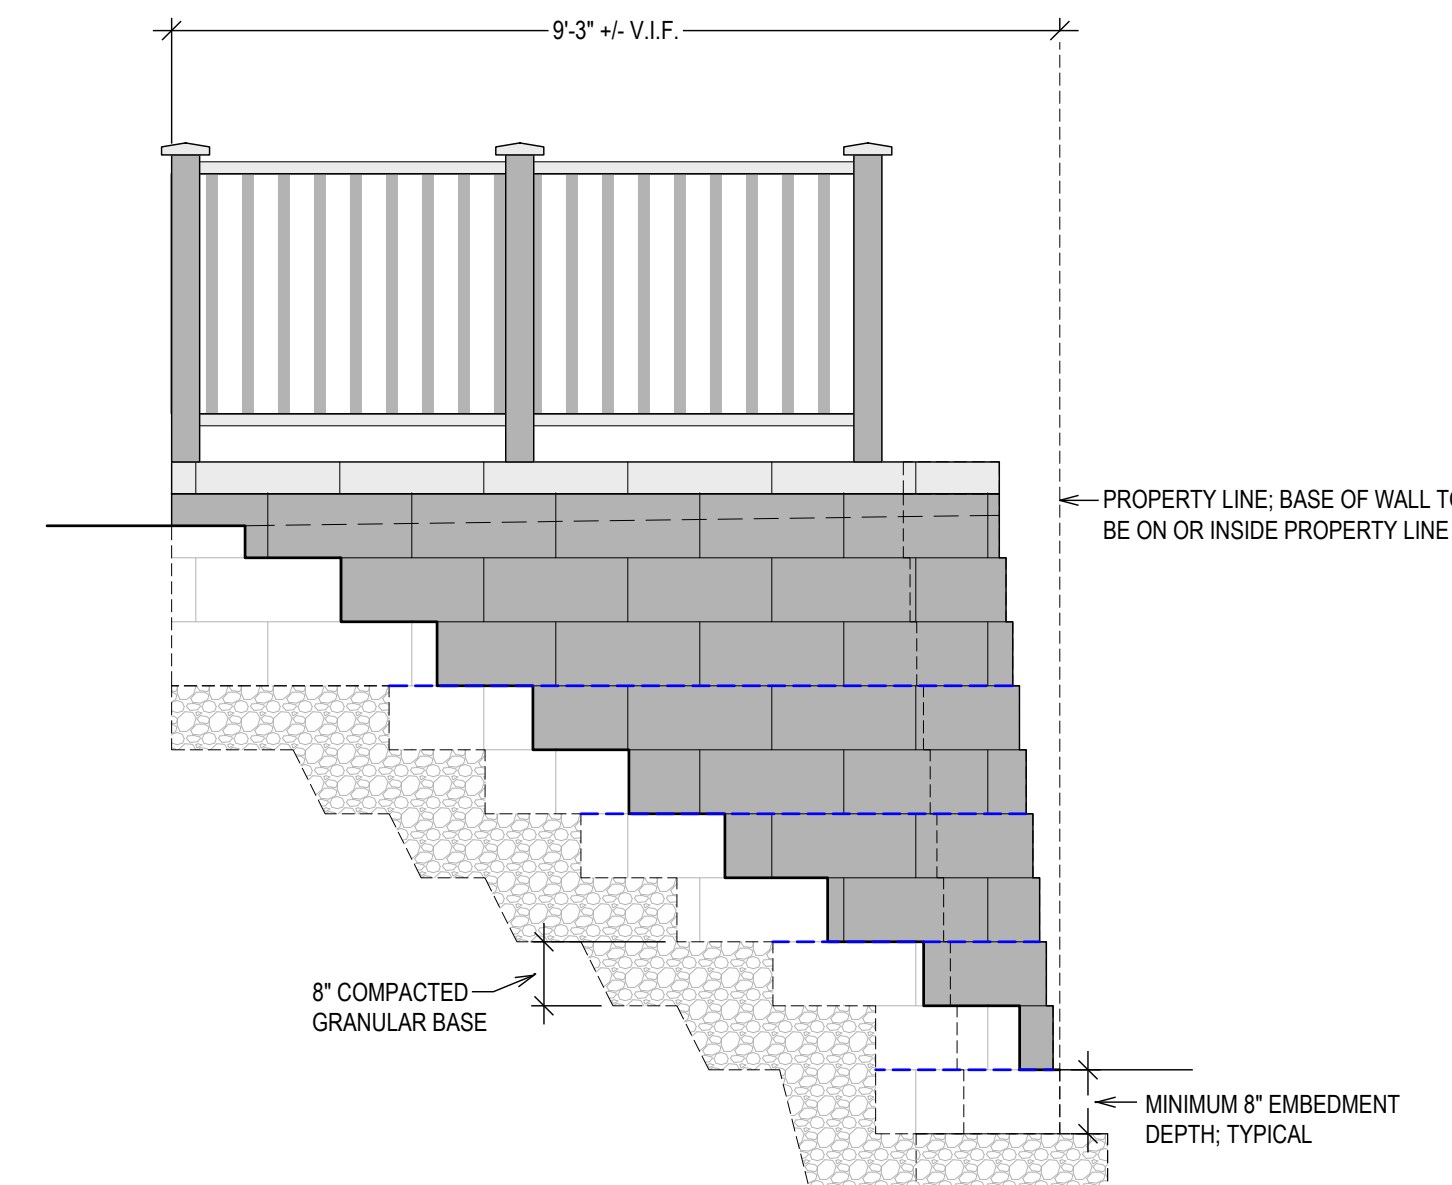 9'-3" +/- V.I.F.
PROPERTY LINE; BASE OF WALL TO
BE ON OR INSIDE PROPERTY LINE
8" COMPACTED
GRANULAR BASE
MINIMUM 8" EMBEDMENT
DEPTH; TYPICAL